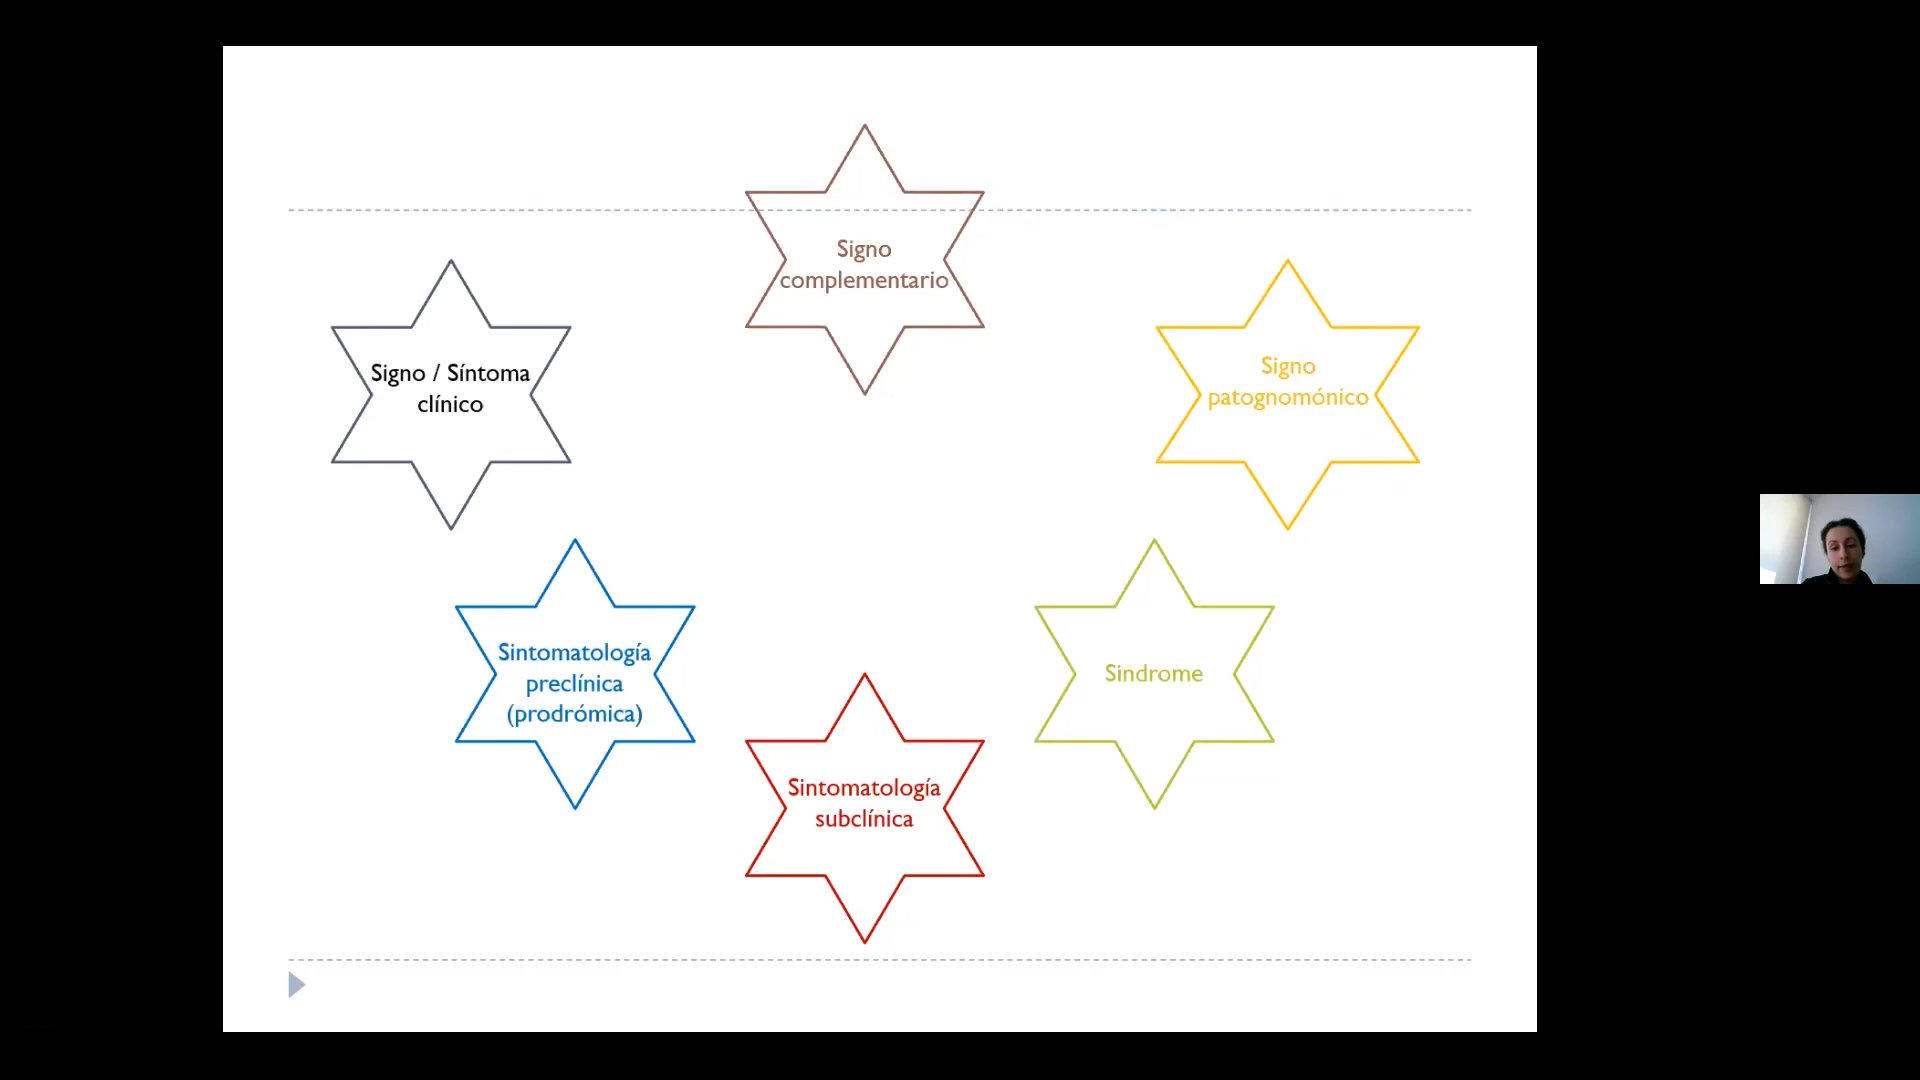 Signo
complementario
Signo / Síntoma
clínico
Signo
patognomónico
Sintomatología
preclínica
(prodrómica)
Sindrome
Sintomatología
subclínica